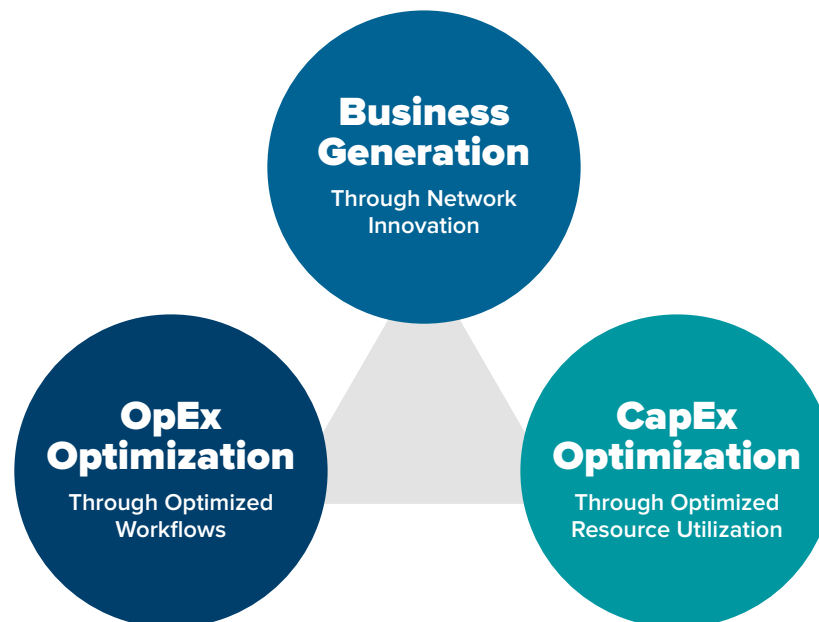 Business
Generation
Through Network
Innovation
OpEx
Optimization
Through Optimized
Workflows
CapEx
Optimization
Through Optimized
Resource Utilization